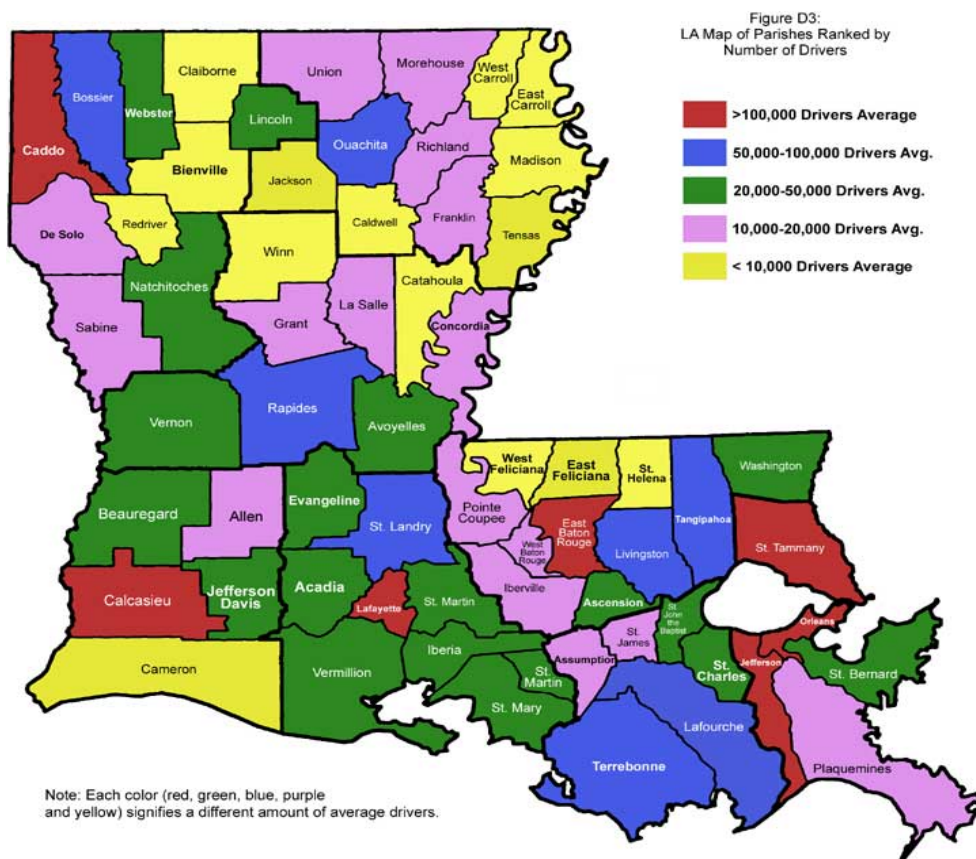 Figure D3:
LA Map of Parishes Ranked by
Number of Drivers
>100,000 Drivers Average
50,000-100,000 Drivers Avg.
20,000-50,000 Drivers Avg.
10,000-20,000 Drivers Avg.
< 10,000 Drivers Average
Caddo
Bossier
Webster
Claiborne
Lincoln
Union
Morehouse
West
Carroll
East
Carroll
Ouachita
Richland
Madison
Bienville
Jackson
Caldwell
Franklin
Tensas
De Solo
Redriver
Winn
Natchitoches
Catahoula
Sabine
Grant
La Salle
Concordia
Vernon
Rapides
Avoyelles
Beauregard
Allen
Evangeline
St. Landry
Pointe
Coupee
West
Feliciana
East
Feliciana
St.
Helena
Tangipahoa
Washington
West
Baton
Rouge
East
Baton
Rouge
Livingston
St. Tammany
Calcasieu
Jefferson
Davis
Acadia
Lafayette
St. Martin
Iberville
Ascension
St
John
the
Baptist
Orleans
Cameron
Vermillion
Iberia
St.
Martin
St. Mary
Assumption
St.
James
St.
Charles
Jefferson
St. Bernard
Terrebonne
Lafourche
Plaquemines
Note: Each color (red, green, blue, purple
and yellow) signifies a different amount of average drivers.